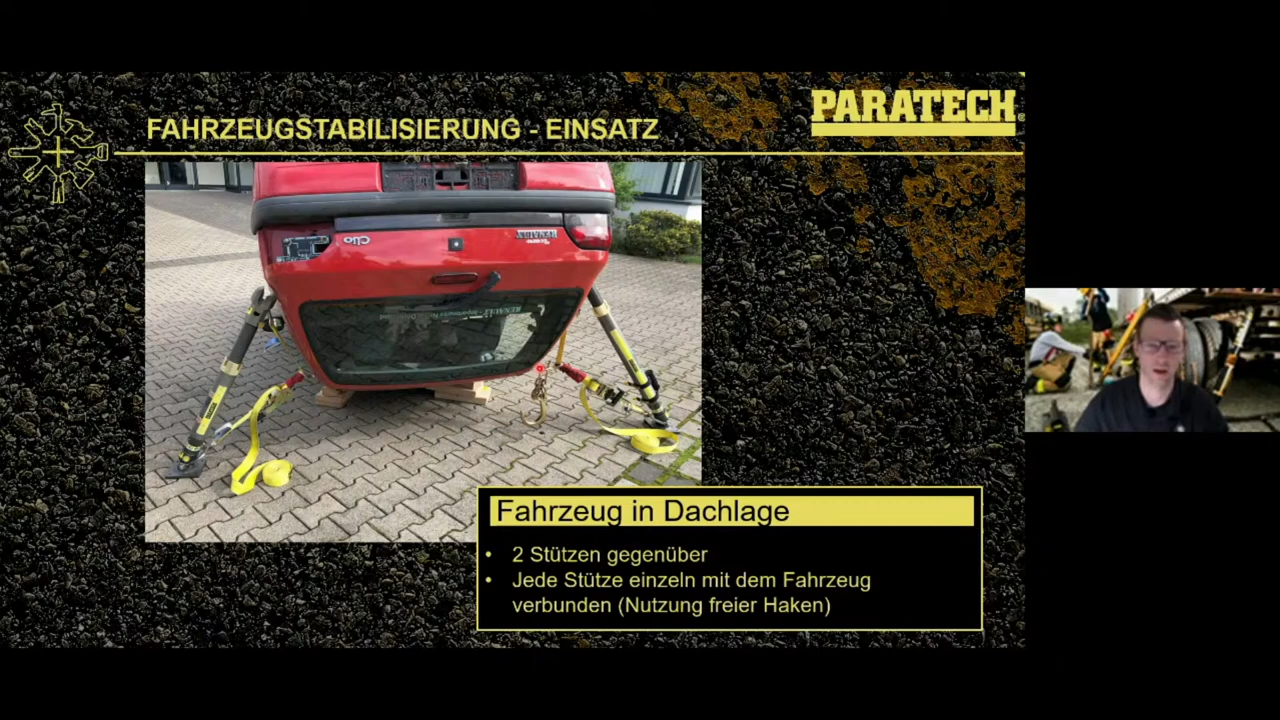 PARATECH
FAHRZEUGSTABILISIERUNG - EINSATZ
Clio
RENAULT
RENAULT
Fahrzeug in Dachlage
• 2 Stützen gegenüber
• Jede Stütze einzeln mit dem Fahrzeug
verbunden (Nutzung freier Haken)